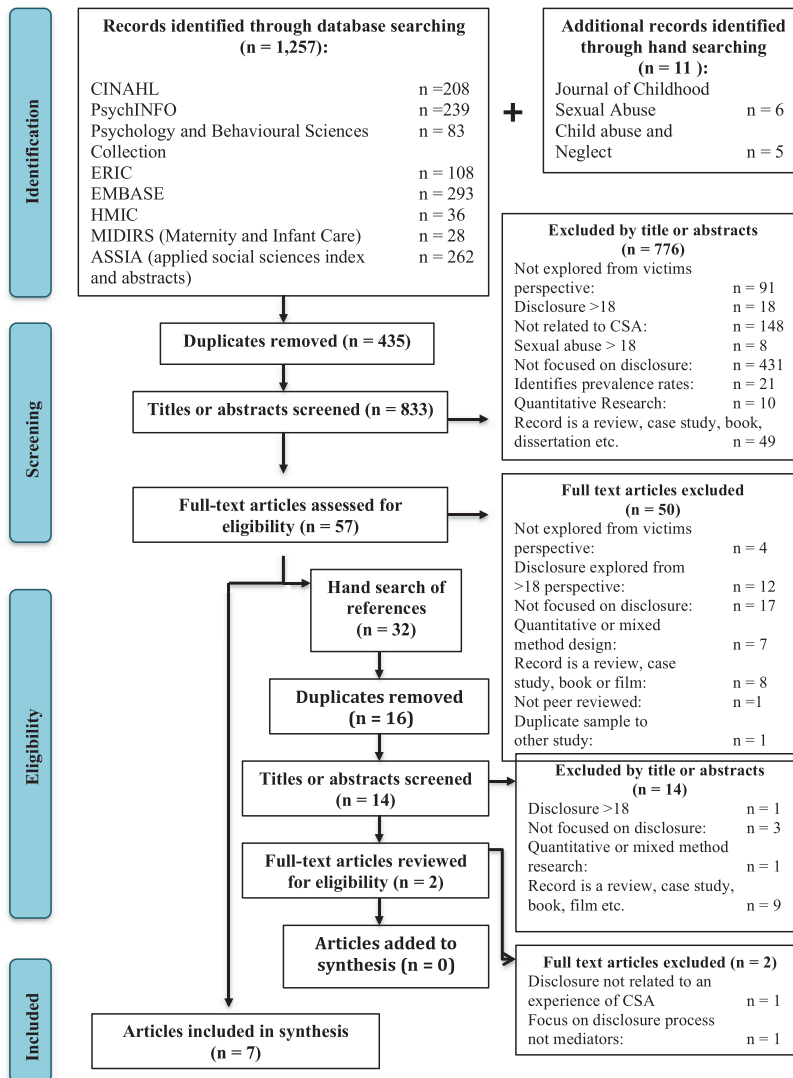 Identification
Records identified through database searching
(n = 1,257):
CINAHL n =208
PsychINFO n =239
Psychology and Behavioural Sciences n = 83
Collection
ERIC n = 108
EMBASE n = 293
HMIC n = 36
MIDIRS (Maternity and Infant Care) n = 28
ASSIA (applied social sciences index n = 262
and abstracts)
+
Additional records identified
through hand searching
(n = 11 ):
Journal of Childhood
Sexual Abuse n = 6
Child abuse and
Neglect n = 5
Screening
Duplicates removed (n = 435)
Titles or abstracts screened (n = 833)
Excluded by title or abstracts
(n = 776)
Not explored from victims
perspective: n = 91
Disclosure >18 n = 18
Not related to CSA: n = 148
Sexual abuse > 18 n = 8
Not focused on disclosure: n = 431
Identifies prevalence rates: n = 21
Quantitative Research: n = 10
Record is a review, case study, book,
dissertation etc. n = 49
Full-text articles assessed for
eligibility (n = 57)
Full text articles excluded
(n = 50)
Not explored from victims
perspective: n = 4
Disclosure explored from
>18 perspective: n = 12
Not focused on disclosure: n = 17
Quantitative or mixed
method design: n = 7
Record is a review, case
study, book or film: n = 8
Not peer reviewed: n =1
Duplicate sample to
other study: n = 1
Eligibility
Hand search of
references
(n = 32)
Duplicates removed
(n = 16)
Titles or abstracts screened
(n = 14)
Excluded by title or abstracts
(n = 14)
Disclosure >18 n = 1
Not focused on disclosure: n = 3
Quantitative or mixed method
research: n = 1
Record is a review, case study,
book, film etc. n = 9
Full-text articles reviewed
for eligibility (n = 2)
Articles added to
synthesis (n = 0)
Full text articles excluded (n = 2)
Disclosure not related to an
experience of CSA n = 1
Focus on disclosure process
not mediators: n = 1
Included
Articles included in synthesis
(n = 7)